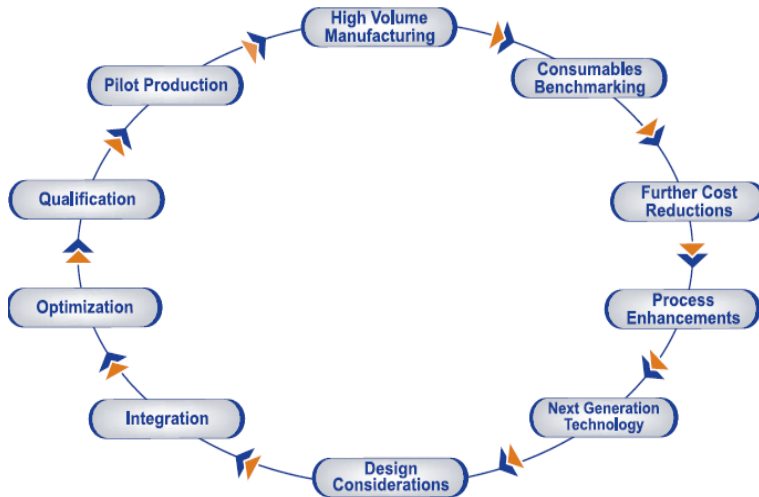 High Volume
Manufacturing
Consumables
Benchmarking
Further Cost
Reductions
Process
Enhancements
Next Generation
Technology
Design
Considerations
Integration
Optimization
Qualification
Pilot Production